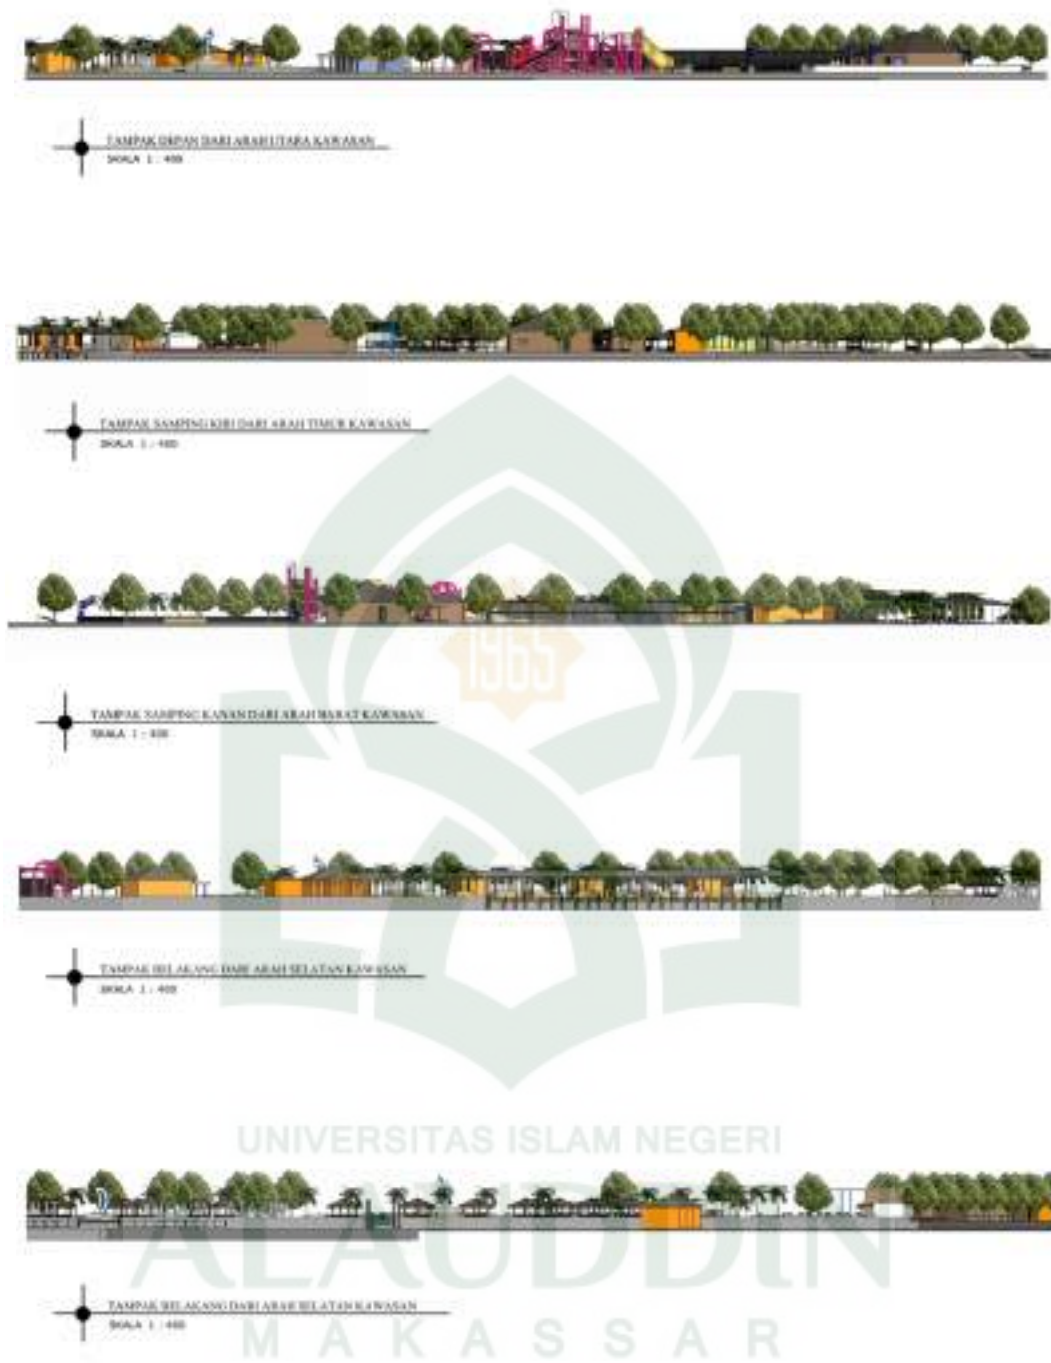 TAMPAK DEPAN DARI ARAH UTARA KAWASAN
SKALA 1 : 400
TAMPAK SAMPING KIRI DARI ARAH TIMUR KAWASAN
SKALA 1 : 400
1965
TAMPAK SAMPING KANAN DARI ARAH BARAT KAWASAN
SKALA 1 : 400
TAMPAK BELAKANG DARI ARAH SELATAN KAWASAN
SKALA 1 : 400
UNIVERSITAS ISLAM NEGERI
ALAUDDIN
TAMPAK BELAKANG DARI ARAH SELATAN KAWASAN
SKALA 1 : 400
MAKASSAR